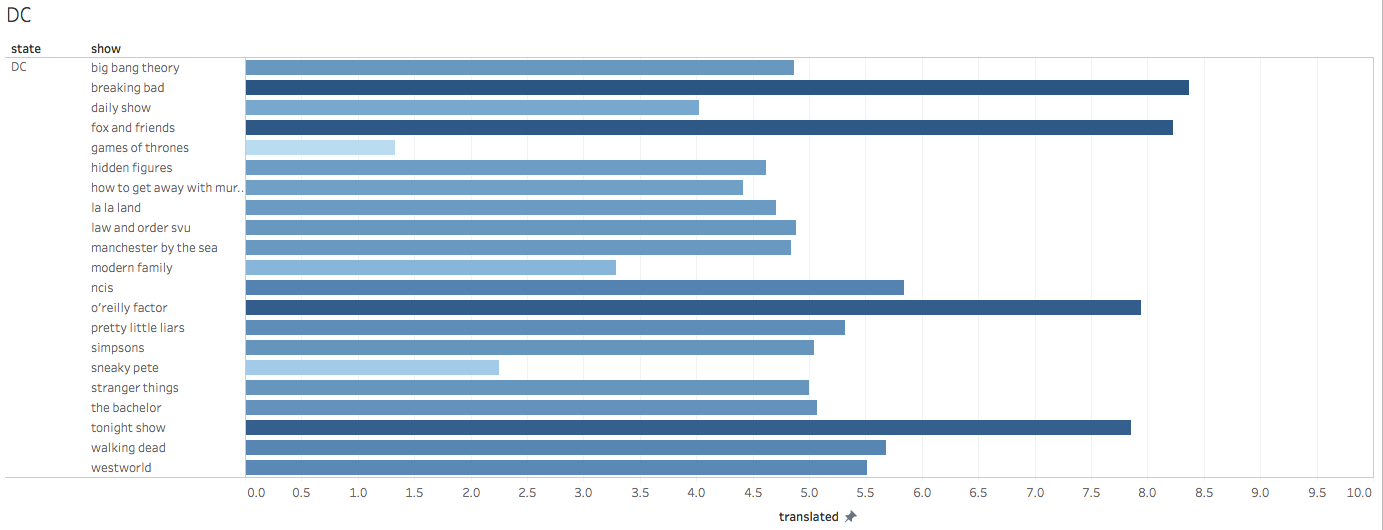 DC
state show
DC big bang theory
breaking bad
daily show
fox and friends
games of thrones
hidden figures
how to get away with mur..
la la land
law and order svu
manchester by the sea
modern family
ncis
o'reilly factor
pretty little liars
simpsons
sneaky pete
stranger things
the bachelor
tonight show
walking dead
westworld
0.0 0.5 1.0 1.5 2.0 2.5 3.0 3.5 4.0 4.5 5.0 5.5 6.0 6.5 7.0 7.5 8.0 8.5 9.0 9.5 10.0
translated